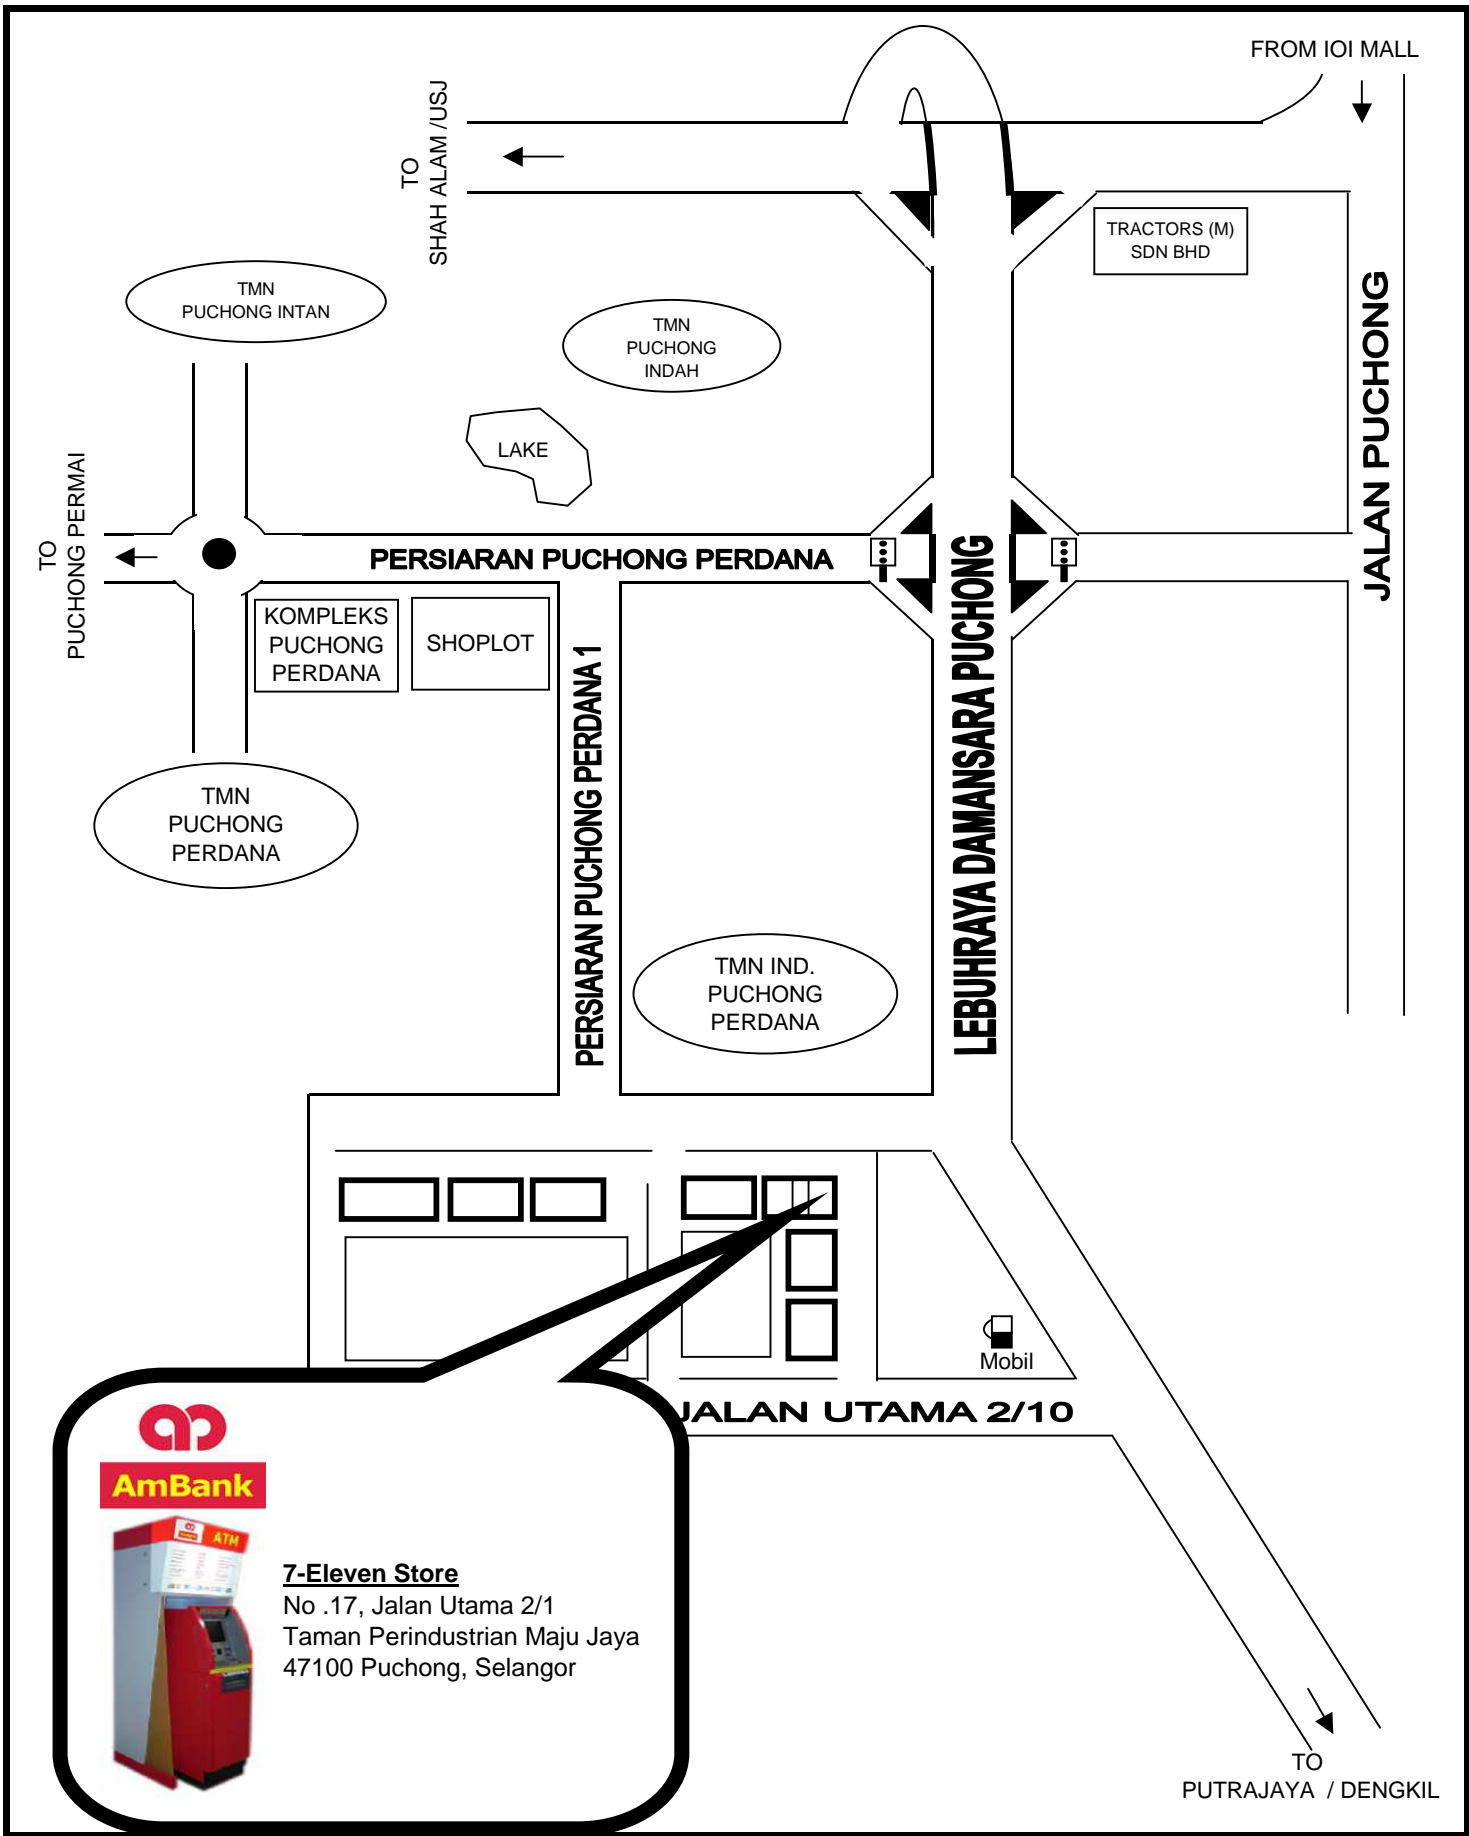 FROM IOI MALL
TO
SHAH ALAM /USJ
TRACTORS (M)
SDN BHD
TMN
PUCHONG INTAN
TMN
PUCHONG
INDAH
JALAN PUCHONG
LAKE
TO
PUCHONG PERMAI
PERSIARAN PUCHONG PERDANA
LEBUHRAYA DAMANSARA PUCHONG
KOMPLEKS
PUCHONG
PERDANA
SHOPLOT
PERSIARAN PUCHONG PERDANA 1
TMN
PUCHONG
PERDANA
TMN IND.
PUCHONG
PERDANA
Mobil
JALAN UTAMA 2/10
AmBank
ATM
7-Eleven Store
No .17, Jalan Utama 2/1
Taman Perindustrian Maju Jaya
47100 Puchong, Selangor
TO
PUTRAJAYA / DENGKIL